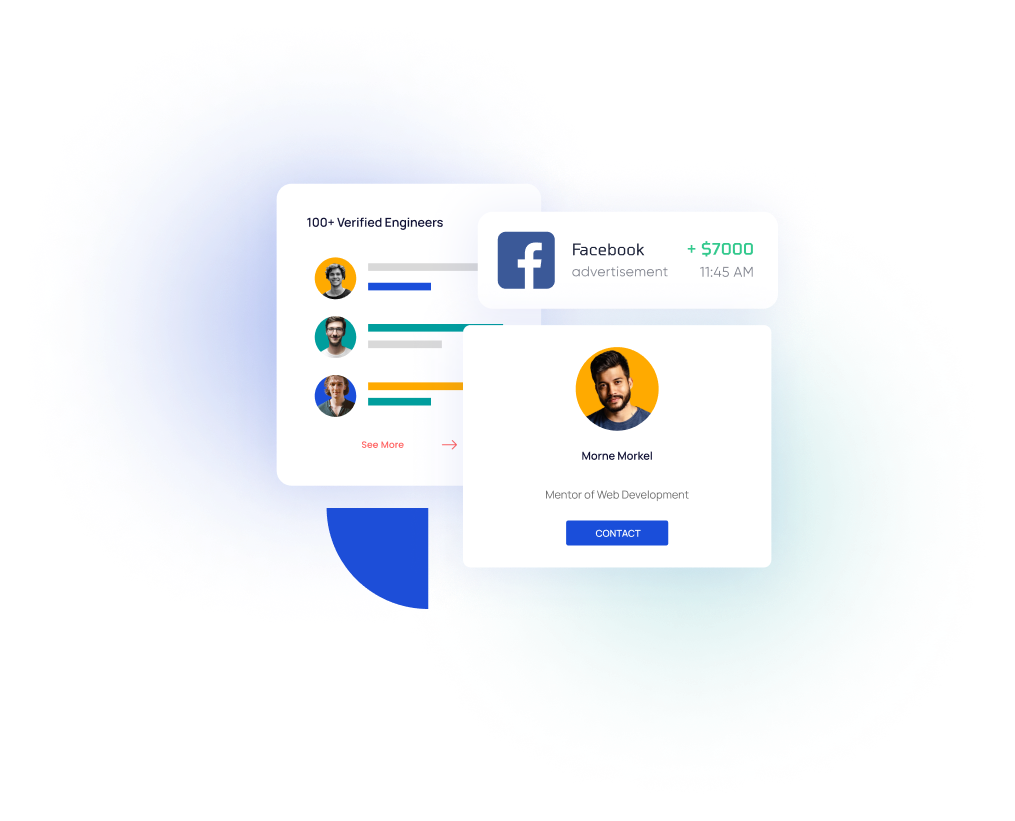 100+ Verified Engineers
See More
Facebook + $7000
advertisement 11:45 AM
Morne Morkel
Mentor of Web Development
CONTACT